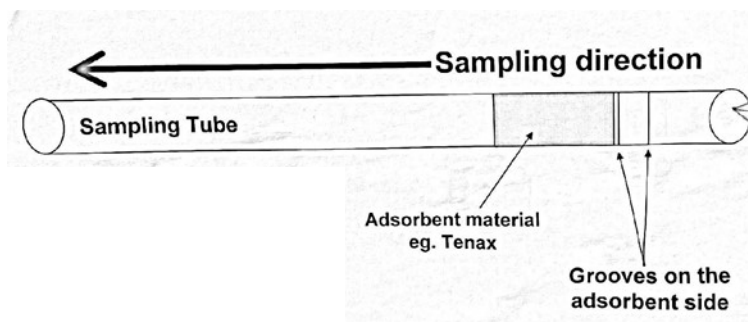 Sampling direction
Sampling Tube
Adsorbent material
eg. Tenax
Grooves on the
adsorbent side